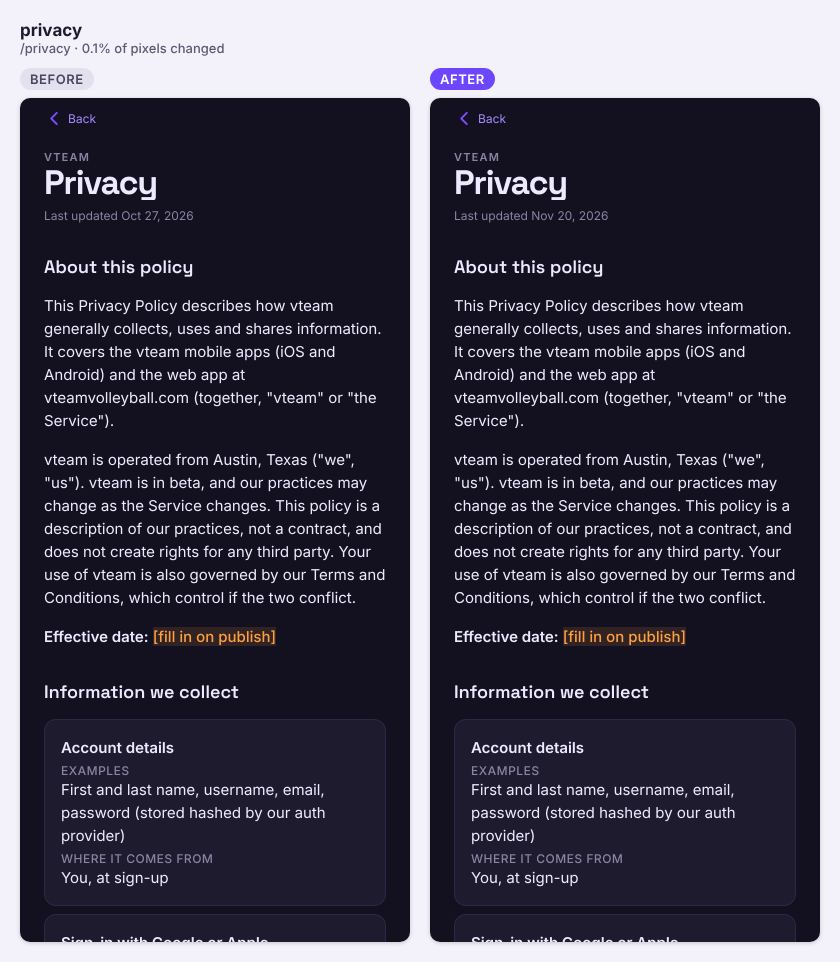 privacy
/privacy · 0.1% of pixels changed
BEFORE
Back
VTEAM
Privacy
Last updated Oct 27, 2026
About this policy
This Privacy Policy describes how vteam
generally collects, uses and shares information.
It covers the vteam mobile apps (iOS and
Android) and the web app at
vteamvolleyball.com (together, "vteam" or "the
Service").
vteam is operated from Austin, Texas ("we",
"us"). vteam is in beta, and our practices may
change as the Service changes. This policy is a
description of our practices, not a contract, and
does not create rights for any third party. Your
use of vteam is also governed by our Terms and
Conditions, which control if the two conflict.
Effective date: [fill in on publish]
Information we collect
Account details
EXAMPLES
First and last name, username, email,
password (stored hashed by our auth
provider)
WHERE IT COMES FROM
You, at sign-up
Sign-in with Google or Apple
AFTER
Back
VTEAM
Privacy
Last updated Nov 20, 2026
About this policy
This Privacy Policy describes how vteam
generally collects, uses and shares information.
It covers the vteam mobile apps (iOS and
Android) and the web app at
vteamvolleyball.com (together, "vteam" or "the
Service").
vteam is operated from Austin, Texas ("we",
"us"). vteam is in beta, and our practices may
change as the Service changes. This policy is a
description of our practices, not a contract, and
does not create rights for any third party. Your
use of vteam is also governed by our Terms and
Conditions, which control if the two conflict.
Effective date: [fill in on publish]
Information we collect
Account details
EXAMPLES
First and last name, username, email,
password (stored hashed by our auth
provider)
WHERE IT COMES FROM
You, at sign-up
Sign-in with Google or Apple